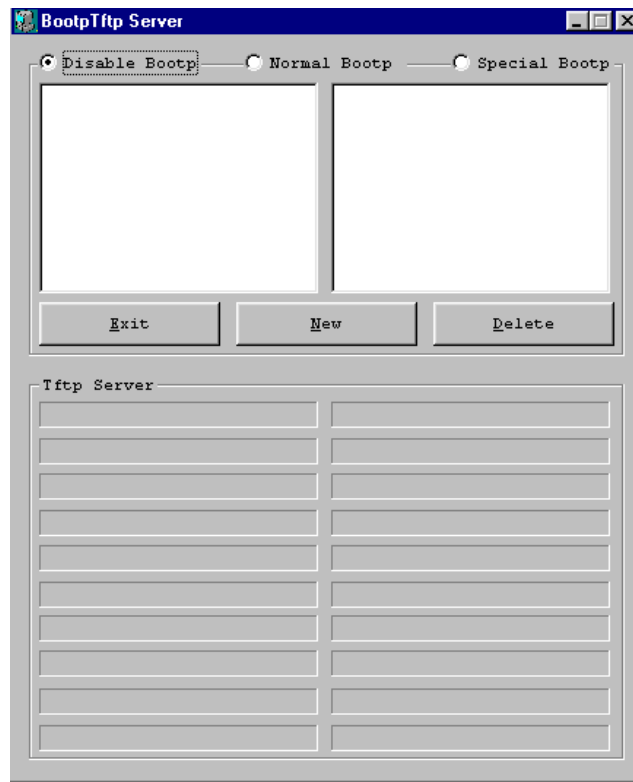 BootpTftp Server
Disable Bootp Normal Bootp Special Bootp
Exit New Delete
Tftp Server